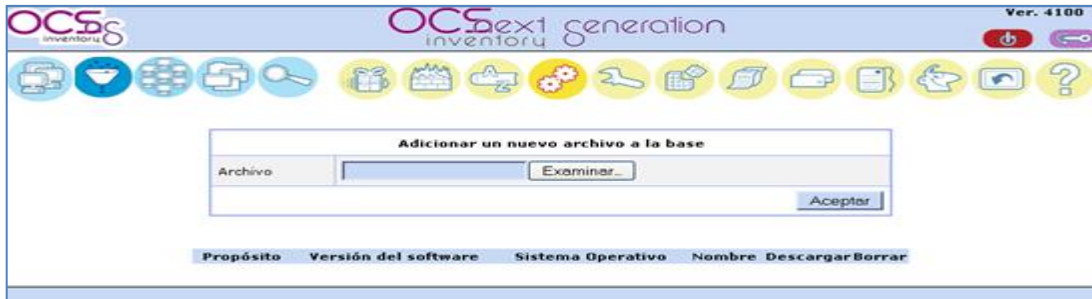 OCS ng
inventory
OCS next generation
inventory
Ver. 4100
A
Z
?
Adicionar un nuevo archivo a la base
Archivo
Examinar...
Aceptar
Propósito Versión del software Sistema Operativo Nombre Descargar Borrar